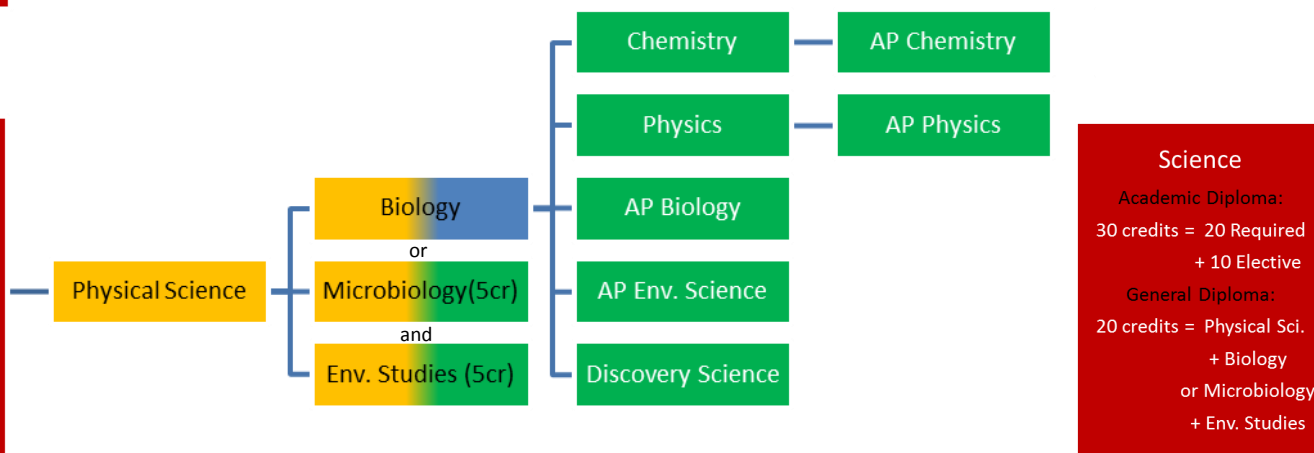 Chemistry
AP Chemistry
Physics
AP Physics
Biology
AP Biology
or
Physical Science
Microbiology(5cr)
AP Env. Science
and
Env. Studies (5cr)
Discovery Science
Science
Academic Diploma:
30 credits = 20 Required
+ 10 Elective
General Diploma:
20 credits = Physical Sci.
+ Biology
or Microbiology
+ Env. Studies